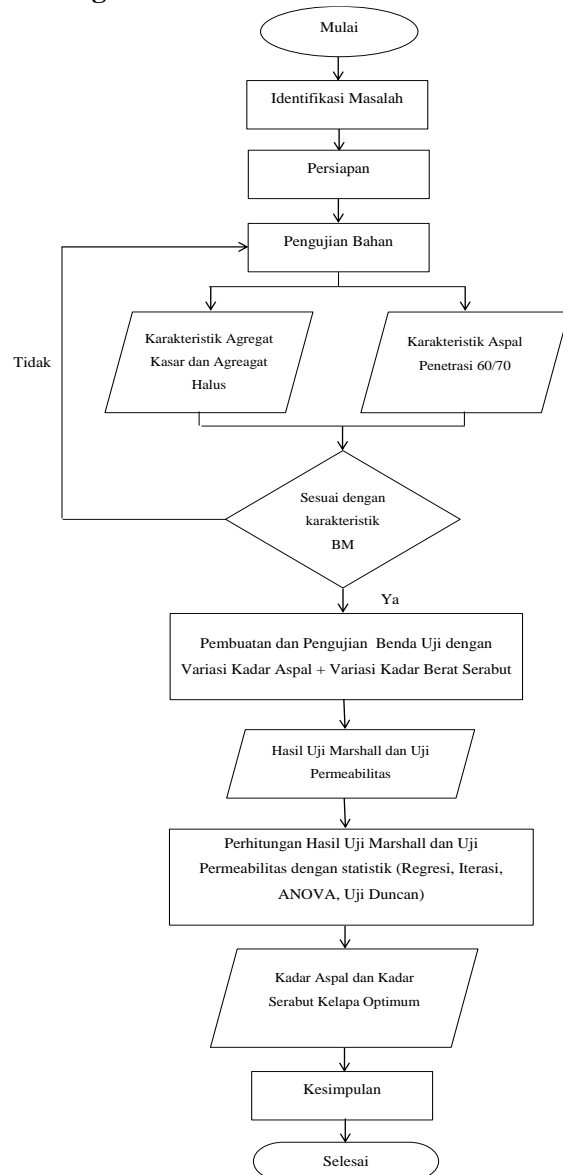 Mulai
Identifikasi Masalah
Persiapan
Pengujian Bahan
Karakteristik Agregat
Kasar dan Agreagat
Halus
Karakteristik Aspal
Penetrasi 60/70
Tidak
Sesuai dengan
karakteristik
BM
Ya
Pembuatan dan Pengujian Benda Uji dengan
Variasi Kadar Aspal + Variasi Kadar Berat Serabut
Hasil Uji Marshall dan Uji
Permeabilitas
Perhitungan Hasil Uji Marshall dan Uji
Permeabilitas dengan statistik (Regresi, Iterasi,
ANOVA, Uji Duncan)
Kadar Aspal dan Kadar
Serabut Kelapa Optimum
Kesimpulan
Selesai